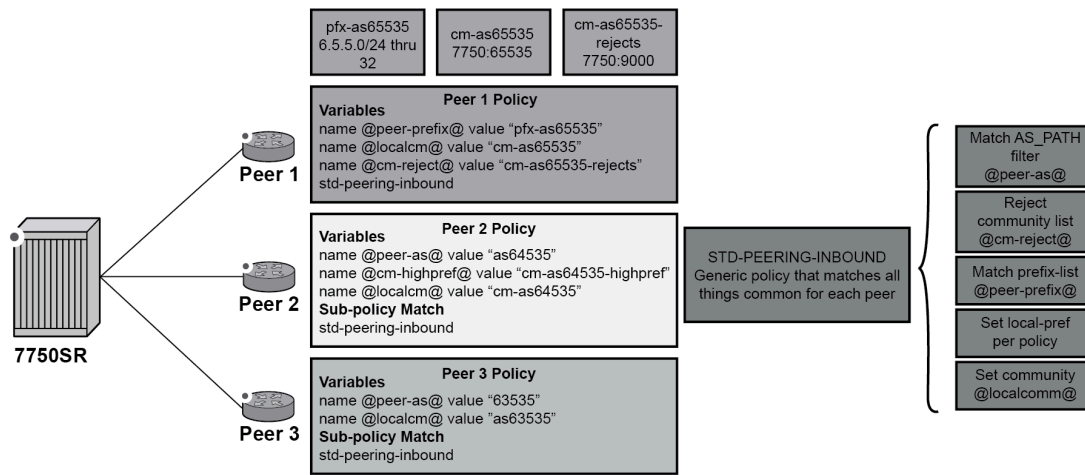 pfx-as65535
6.5.5.0/24 thru
32
cm-as65535
7750:65535
cm-as65535-
rejects
7750:9000
Peer 1 Policy
Variables
name @peer-prefix@ value “pfx-as65535”
name @localcm@ value “cm-as65535”
name @cm-reject@ value “cm-as65535-rejects”
std-peering-inbound
Peer 1
Peer 2 Policy
Variables
name @peer-as@ value “as64535”
name @cm-highpref@ value “cm-as64535-highpref”
name @localcm@ value “cm-as64535”
Sub-policy Match
std-peering-inbound
Peer 2
7750SR
Peer 3 Policy
Variables
name @peer-as@ value “63535”
name @localcm@ value ”as63535”
Sub-policy Match
std-peering-inbound
Peer 3
STD-PEERING-INBOUND
Generic policy that matches all
things common for each peer
Match AS_PATH
filter
@peer-as@
Reject
community list
@cm-reject@
Match prefix-list
@peer-prefix@
Set local-pref
per policy
Set community
@localcomm@